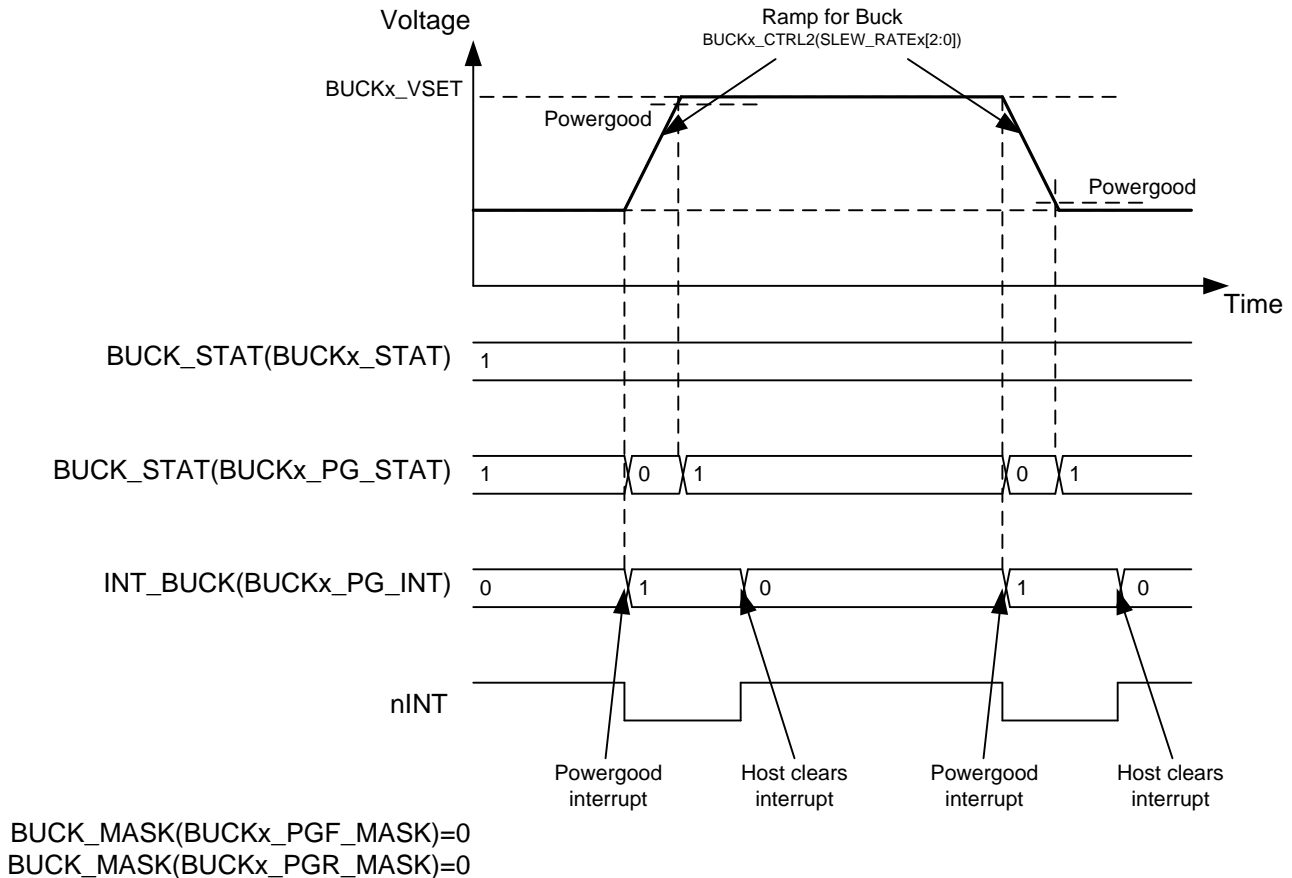 Voltage
Ramp for Buck
BUCKx_CTRL2(SLEW_RATEx[2:0])
BUCKx_VSET
Powergood
Powergood
Time
BUCK_STAT(BUCKx_STAT)
1
BUCK_STAT(BUCKx_PG_STAT)
1 0 1 0 1
INT_BUCK(BUCKx_PG_INT)
0 1 0 1 0
nINT
Powergood
interrupt
Host clears
interrupt
Powergood
interrupt
Host clears
interrupt
BUCK_MASK(BUCKx_PGF_MASK)=0
BUCK_MASK(BUCKx_PGR_MASK)=0